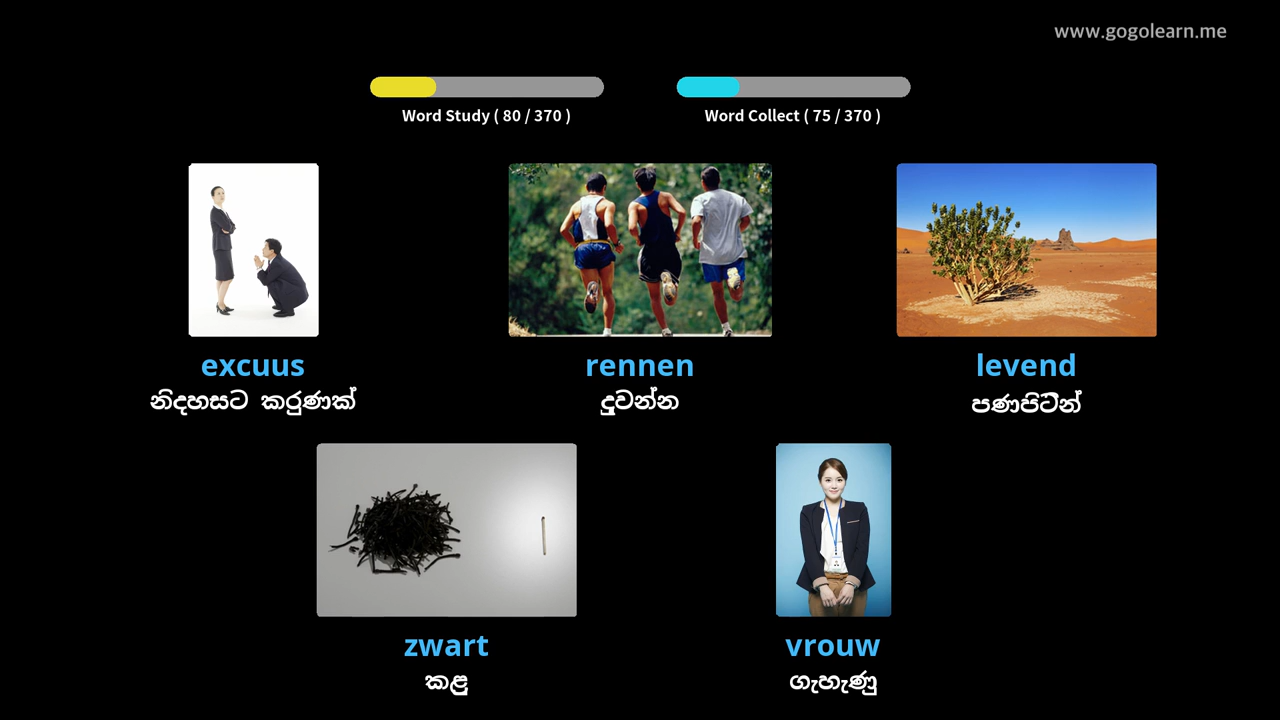 www.gogolearn.me
Word Study ( 80 / 370 )
Word Collect ( 75 / 370 )
excuus
නිදහසට කරුණක්
rennen
දුවන්න
levend
පණපිටින්
zwart
කළු
vrouw
ගැහැණු